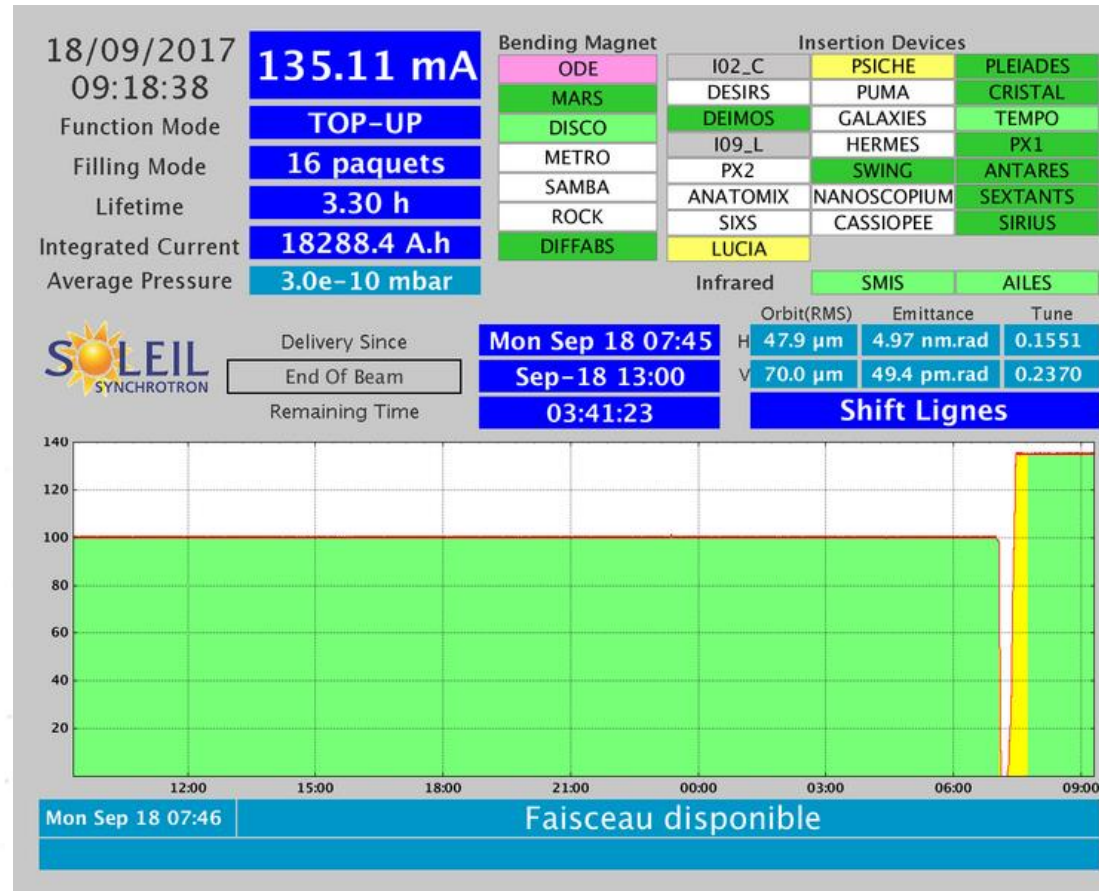 18/09/2017
09:18:38
135.11 mA
Function Mode TOP-UP
Filling Mode 16 paquets
Lifetime 3.30 h
Integrated Current 18288.4 A.h
Average Pressure 3.0e-10 mbar
Bending Magnet
ODE
MARS
DISCO
METRO
SAMBA
ROCK
DIFFABS
Insertion Devices
I02_C PSICHE PLEIADES
DESIRS PUMA CRISTAL
DEIMOS GALAXIES TEMPO
I09_L HERMES PX1
PX2 SWING ANTARES
ANATOMIX NANOSCOPIUM SEXTANTS
SIXS CASSIOPEE SIRIUS
LUCIA
Infrared SMIS AILES
SOLEIL
SYNCHROTRON
Delivery Since Mon Sep 18 07:45
End Of Beam Sep-18 13:00
Remaining Time 03:41:23
Orbit(RMS) Emittance Tune
H 47.9 µm 4.97 nm.rad 0.1551
V 70.0 µm 49.4 pm.rad 0.2370
Shift Lignes
140
120
100
80
60
40
20
12:00 15:00 18:00 21:00 00:00 03:00 06:00 09:00
Mon Sep 18 07:46 Faisceau disponible